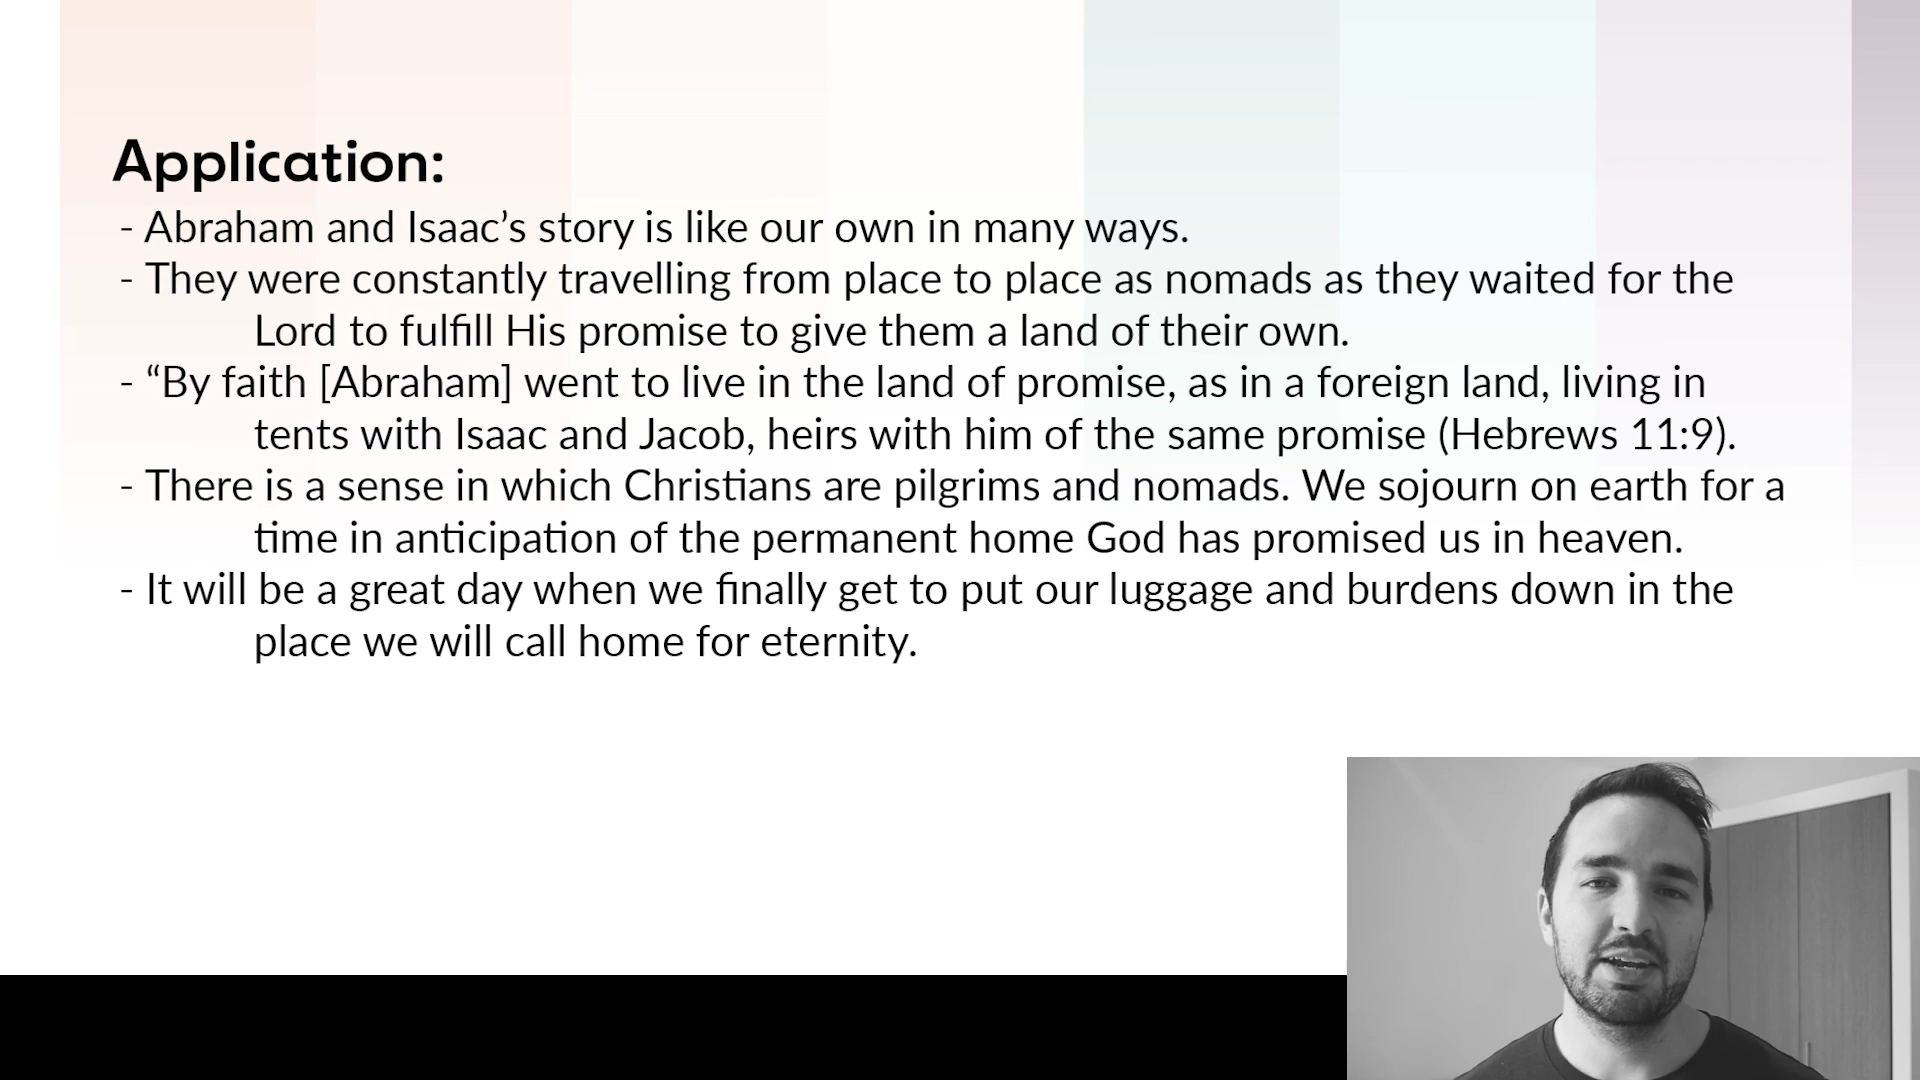 Application:
- Abraham and Isaac’s story is like our own in many ways.
- They were constantly travelling from place to place as nomads as they waited for the
Lord to fulfill His promise to give them a land of their own.
- “By faith [Abraham] went to live in the land of promise, as in a foreign land, living in
tents with Isaac and Jacob, heirs with him of the same promise (Hebrews 11:9).
- There is a sense in which Christians are pilgrims and nomads. We sojourn on earth for a
time in anticipation of the permanent home God has promised us in heaven.
- It will be a great day when we finally get to put our luggage and burdens down in the
place we will call home for eternity.